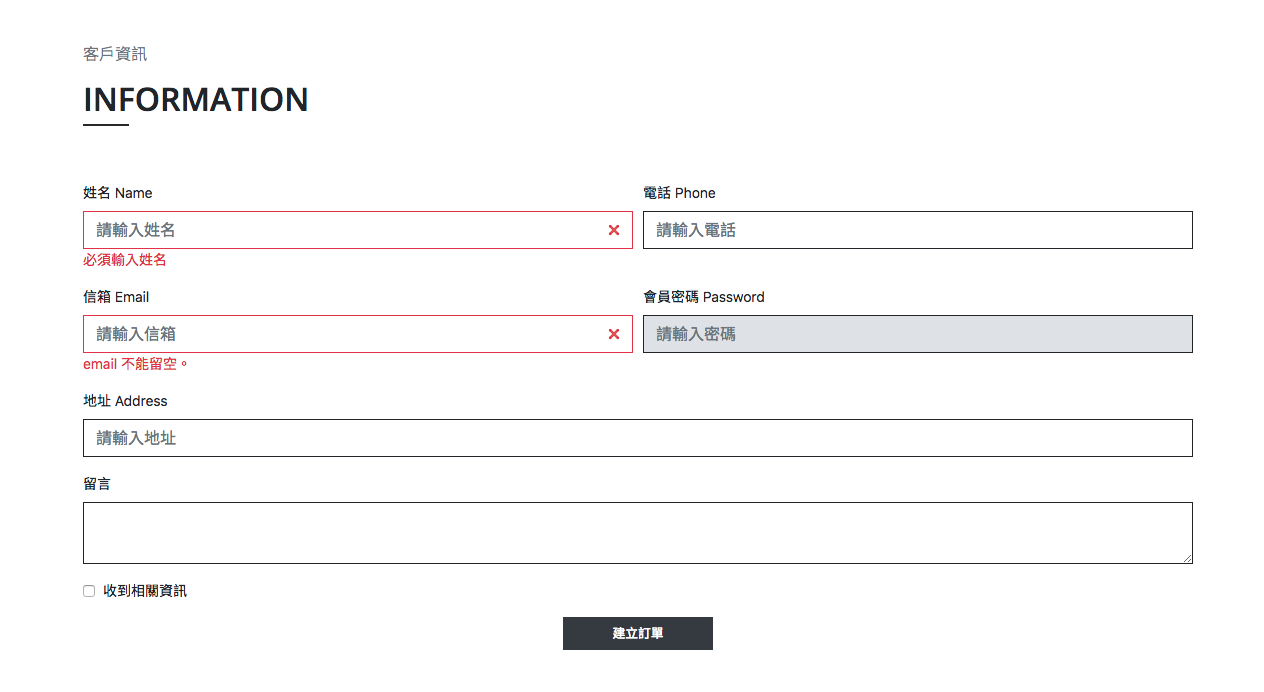 客戶資訊
INFORMATION
姓名 Name
電話 Phone
請輸入姓名
請輸入電話
必須輸入姓名
信箱 Email
會員密碼 Password
請輸入信箱
請輸入密碼
email 不能留空。
地址 Address
請輸入地址
留言
收到相關資訊
建立訂單